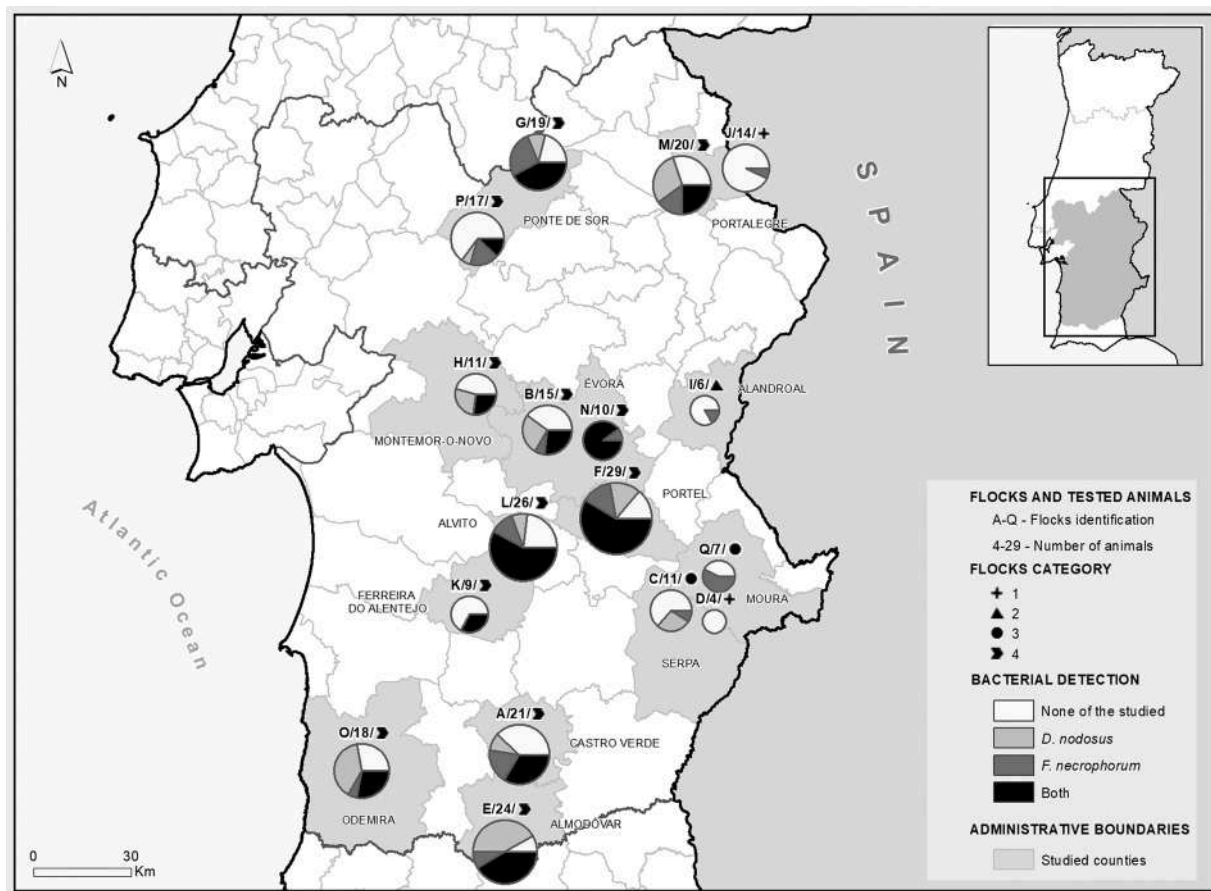 N
G/19/
M/20/
J/14/
P/17/
PONTE DE SOR
PORTALEGRE
SPAIN
H/11/
B/15/
ÉVORA
N/10/
I/6/
ALANDROAL
MONTEMOR-O-NOVO
F/29/
L/26/
PORTEL
ALVITO
Q/7/
K/9/
C/11/
D/4/
FERREIRA
DO ALENTEJO
MOURA
SERPA
Atlantic Ocean
A/21/
O/18/
CASTRO VERDE
E/24/
ALMODÓVAR
ODEMIRA
0 30
Km
FLOCKS AND TESTED ANIMALS
A-Q - Flocks identification
4-29 - Number of animals
FLOCKS CATEGORY
1
2
3
4
BACTERIAL DETECTION
None of the studied
D. nodosus
F. necrophorum
Both
ADMINISTRATIVE BOUNDARIES
Studied counties